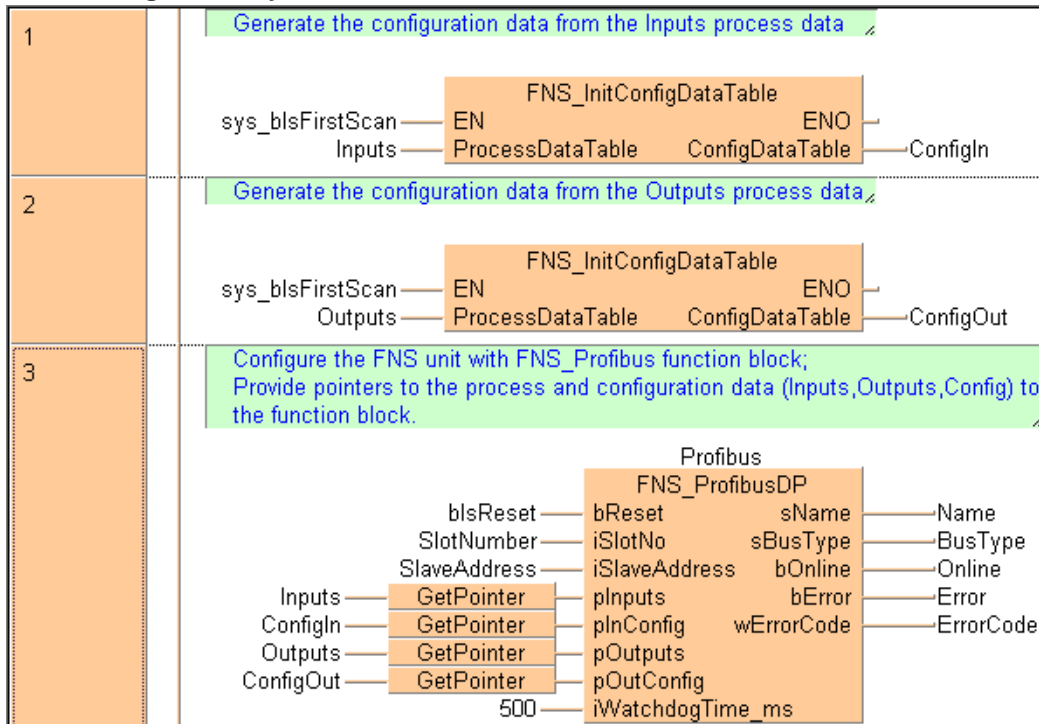 1
Generate the configuration data from the Inputs process data
FNS_InitConfigDataTable
sys_bIsFirstScan EN ENO
Inputs ProcessDataTable ConfigDataTable ConfigIn
2
Generate the configuration data from the Outputs process data
FNS_InitConfigDataTable
sys_bIsFirstScan EN ENO
Outputs ProcessDataTable ConfigDataTable ConfigOut
3
Configure the FNS unit with FNS_Profibus function block;
Provide pointers to the process and configuration data (Inputs,Outputs,Config) to
the function block.
Profibus
FNS_ProfibusDP
bIsReset bReset sName Name
SlotNumber iSlotNo sBusType BusType
SlaveAddress iSlaveAddress bOnline Online
Inputs GetPointer pInputs bError Error
ConfigIn GetPointer pInConfig wErrorCode ErrorCode
Outputs GetPointer pOutputs
ConfigOut GetPointer pOutConfig
500 iWatchdogTime_ms